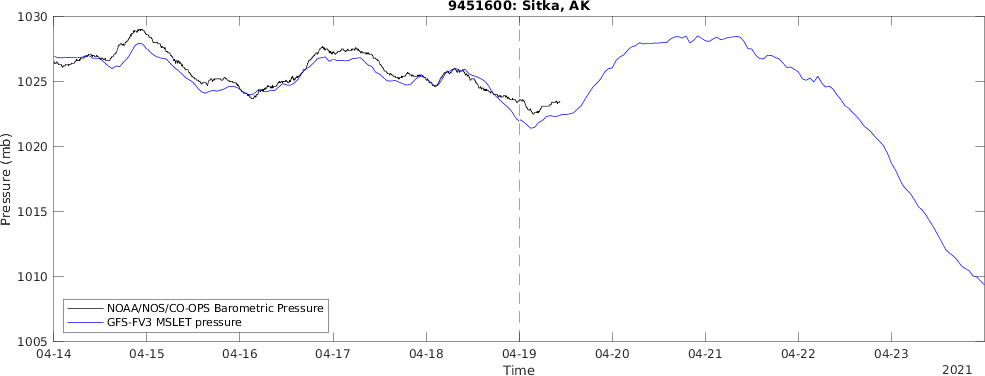 9451600: Sitka, AK
1030
1025
1020
1015
1010
1005
Pressure (mb)
NOAA/NOS/CO-OPS Barometric Pressure
GFS-FV3 MSLET pressure
04-14 04-15 04-16 04-17 04-18 04-19 04-20 04-21 04-22 04-23
Time
2021